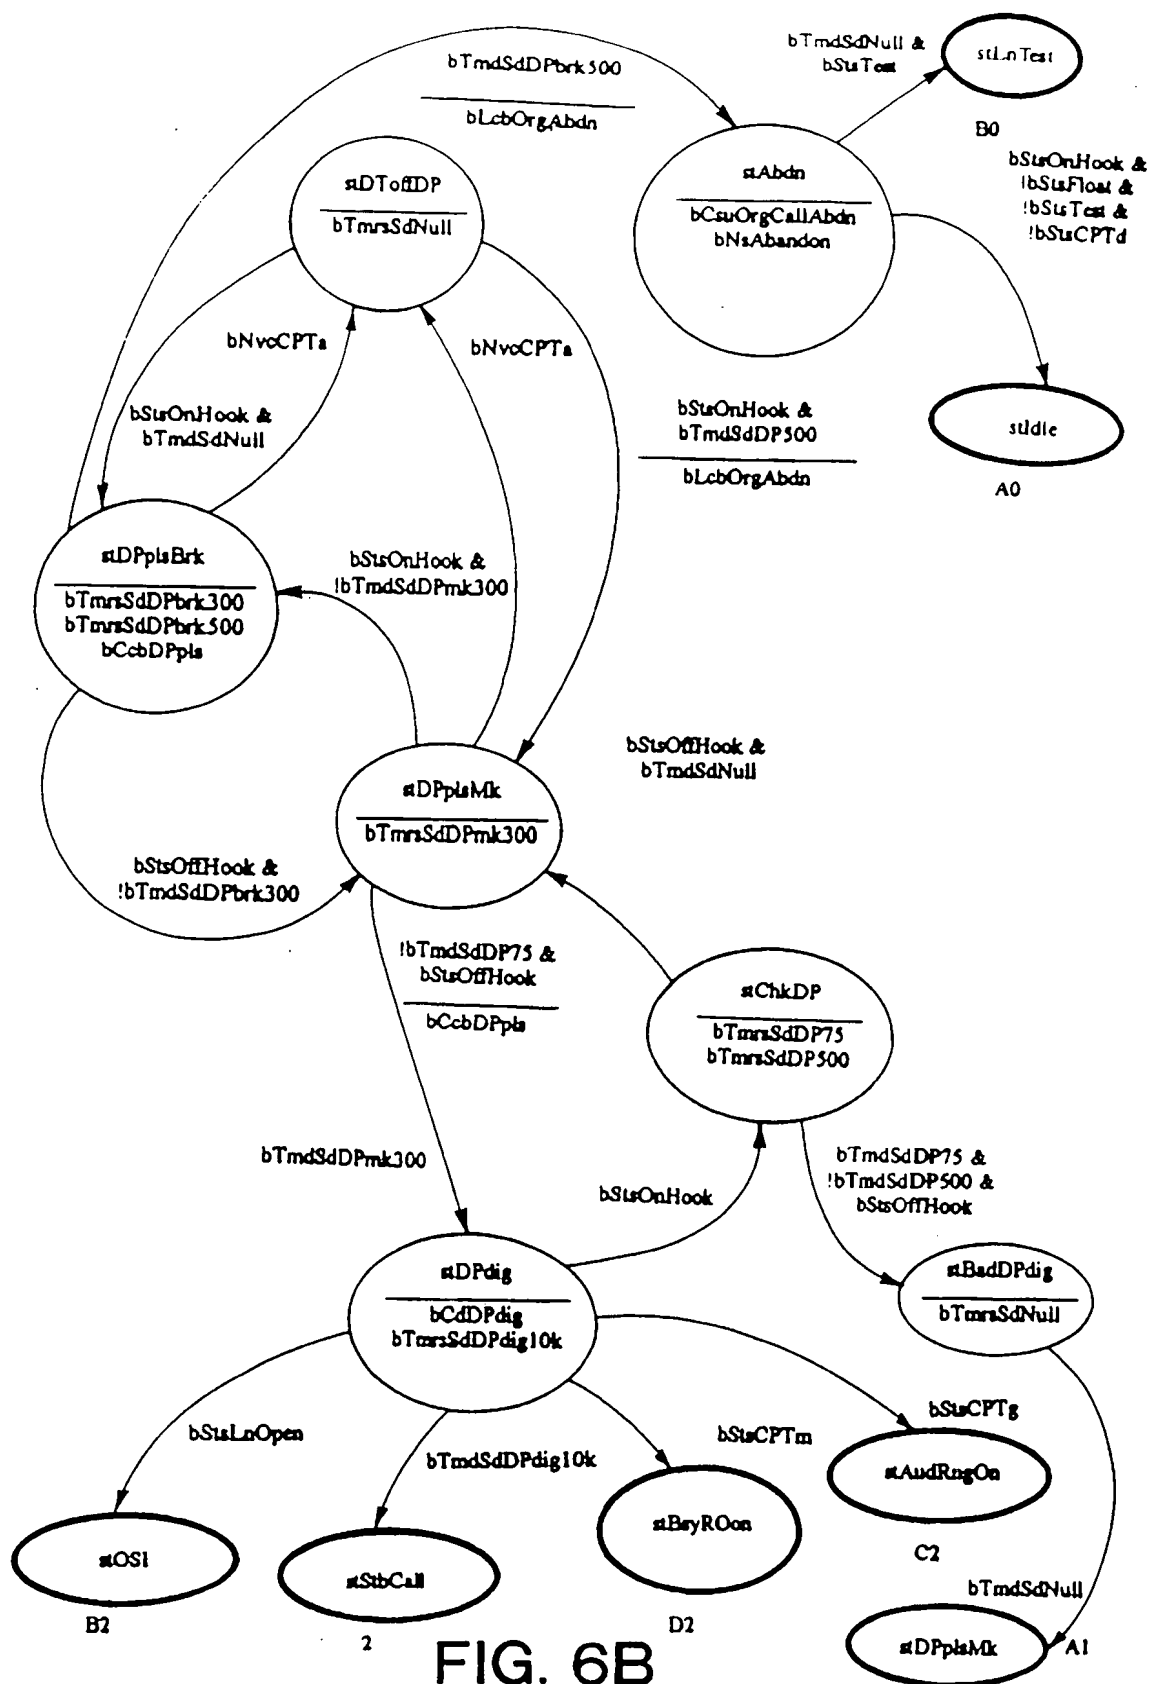 bTmdSdNull &
bStsTest
stLnTest
B0
bTmdSdDPbrk500
bLcbOrgAbdn
stDToffDP
bTmrsSdNull
stAbdn
bCsuOrgCallAbdn
bNsAbandon
bStsOnHook &
!bStsFloat &
!bStsTest &
!bStsCPTd
bNvcCPTa
bNvcCPTa
bStsOnHook &
bTmdSdNull
bStsOnHook &
bTmdSdDP500
bLcbOrgAbdn
stIdle
A0
stDPplsBrk
bTmrsSdDPbrk300
bTmrsSdDPbrk500
bCcbDPpls
bStsOnHook &
!bTmdSdDPmk300
stDPplsMk
bTmrsSdDPmk300
bStsOffHook &
bTmdSdNull
bStsOffHook &
!bTmdSdDPbrk300
!bTmdSdDP75 &
bStsOffHook
bCcbDPpls
stChkDP
bTmrsSdDP75
bTmrsSdDP500
bTmdSdDPmk300
bStsOnHook
bTmdSdDP75 &
!bTmdSdDP500 &
bStsOffHook
stDPdig
bCdDPdig
bTmrsSdDPdig10k
stBadDPdig
bTmrsSdNull
bStsLnOpen
bTmdSdDPdig10k
bStsCPTm
bStsCPTg
stOS1
B2
stStbCall
2
stBsyROon
D2
stAudRngOn
C2
bTmdSdNull
stDPplsMk
A1
FIG. 6B